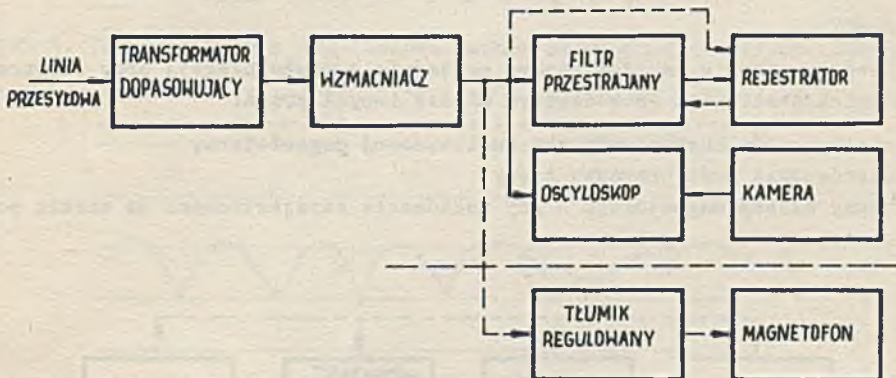 LINIA
PRZESYŁOWA
TRANSFORMATOR
DOPASOWUJĄCY
WZMACNIACZ
FILTR
PRZESTRAJANY
REJESTRATOR
OSCYLOSKOP
KAMERA
TŁUMIK
REGULOWANY
MAGNETOFON